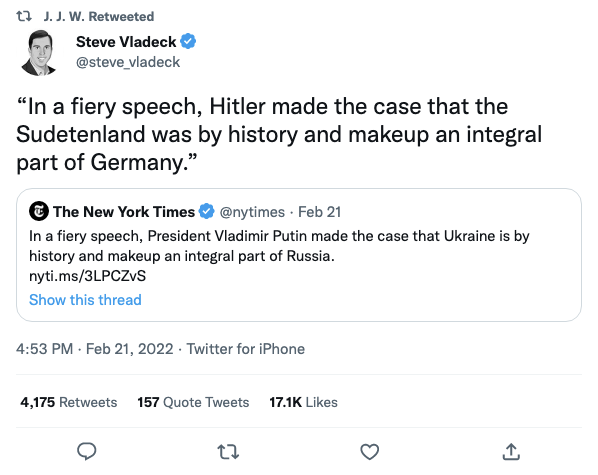 J. J. W. Retweeted
Steve Vladeck
@steve_vladeck
“In a fiery speech, Hitler made the case that the
Sudetenland was by history and makeup an integral
part of Germany.”
The New York Times @nytimes · Feb 21
In a fiery speech, President Vladimir Putin made the case that Ukraine is by
history and makeup an integral part of Russia.
nyti.ms/3LPCZvS
Show this thread
4:53 PM · Feb 21, 2022 · Twitter for iPhone
4,175 Retweets 157 Quote Tweets 17.1K Likes